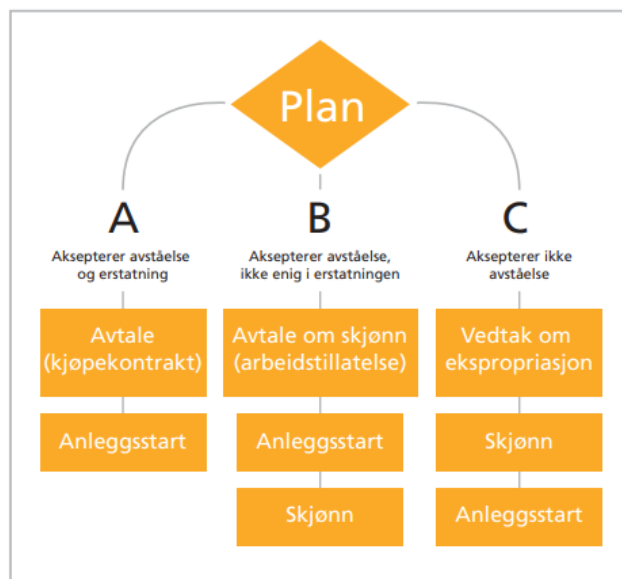 Plan
A
Aksepterer avståelse
og erstatning
Avtale
(kjøpekontrakt)
Anleggsstart
B
Aksepterer avståelse,
ikke enig i erstatningen
Avtale om skjønn
(arbeidstillatelse)
Anleggsstart
Skjønn
C
Aksepterer ikke
avståelse
Vedtak om
ekspropriasjon
Skjønn
Anleggsstart